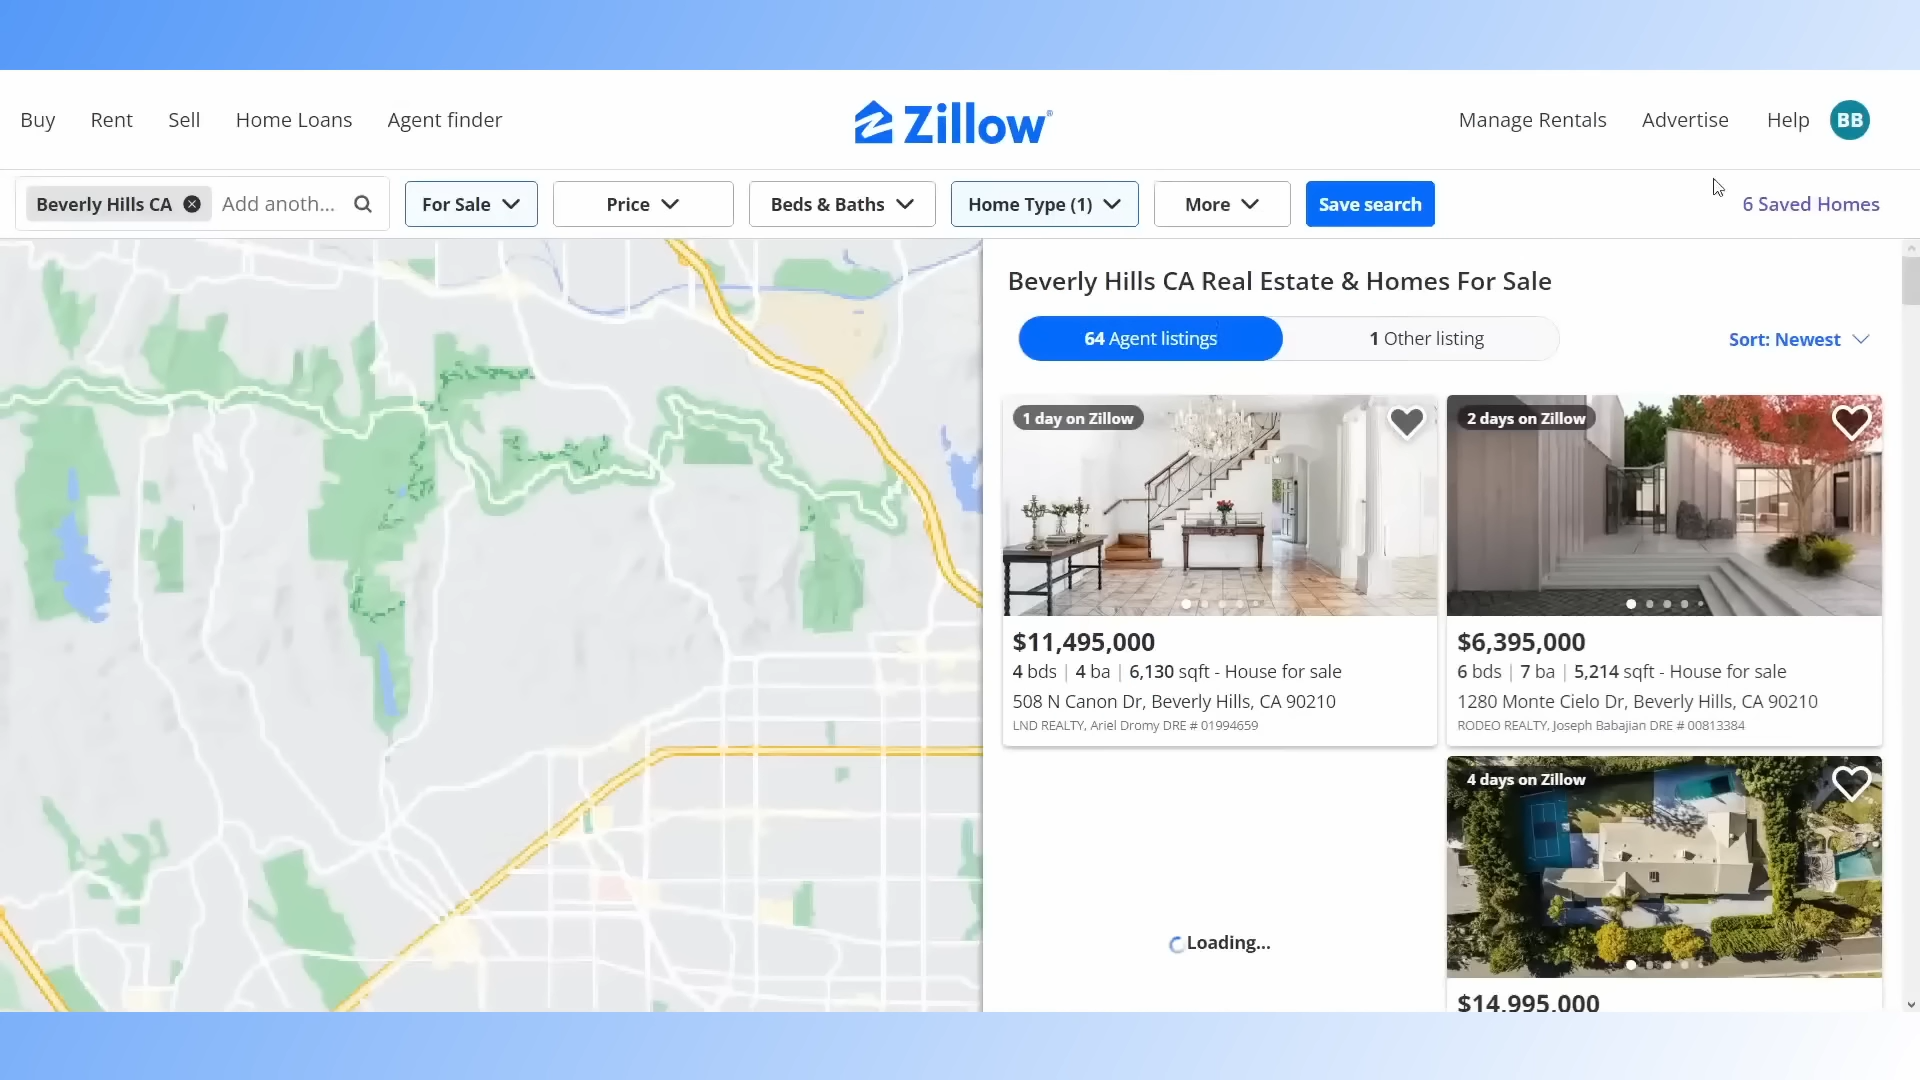 Buy Rent Sell Home Loans Agent finder Zillow® Manage Rentals Advertise Help BB
Beverly Hills CA Add anoth... For Sale Price Beds & Baths Home Type (1) More Save search 6 Saved Homes
Beverly Hills CA Real Estate & Homes For Sale
64 Agent listings 1 Other listing Sort: Newest
1 day on Zillow
$11,495,000
4 bds | 4 ba | 6,130 sqft - House for sale
508 N Canon Dr, Beverly Hills, CA 90210
LND REALTY, Ariel Dromy DRE # 01994659
2 days on Zillow
$6,395,000
6 bds | 7 ba | 5,214 sqft - House for sale
1280 Monte Cielo Dr, Beverly Hills, CA 90210
RODEO REALTY, Joseph Babajian DRE # 00813384
Loading...
4 days on Zillow
$14,995,000